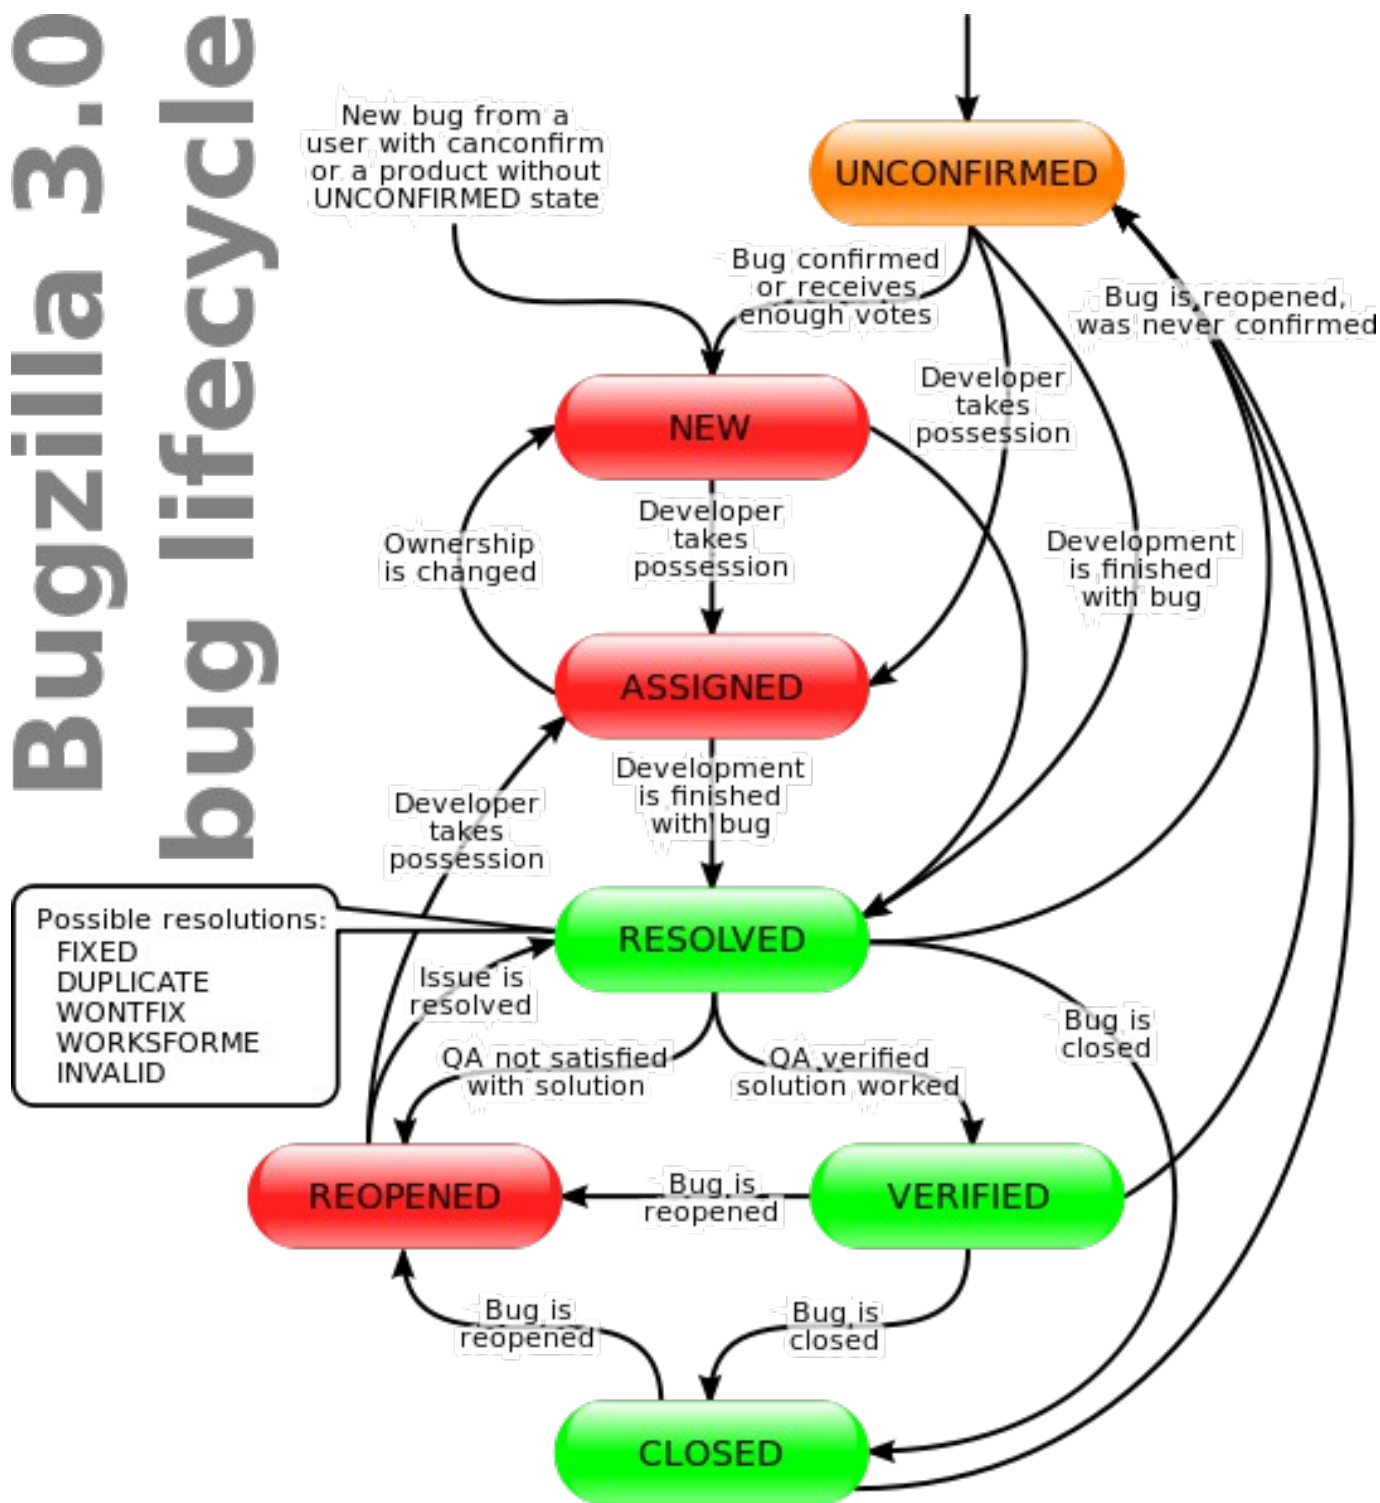 Bugzilla 3.0
bug lifecycle
New bug from a
user with canconfirm
or a product without
UNCONFIRMED state
UNCONFIRMED
Bug confirmed
or receives
enough votes
Bug is reopened,
was never confirmed
Developer
takes
possession
NEW
Ownership
is changed
Developer
takes
possession
Development
is finished
with bug
ASSIGNED
Developer
takes
possession
Development
is finished
with bug
Possible resolutions:
FIXED
DUPLICATE
WONTFIX
WORKSFORME
INVALID
RESOLVED
Issue is
resolved
QA not satisfied
with solution
QA verified
solution worked
Bug is
closed
REOPENED
Bug is
reopened
VERIFIED
Bug is
reopened
Bug is
closed
CLOSED